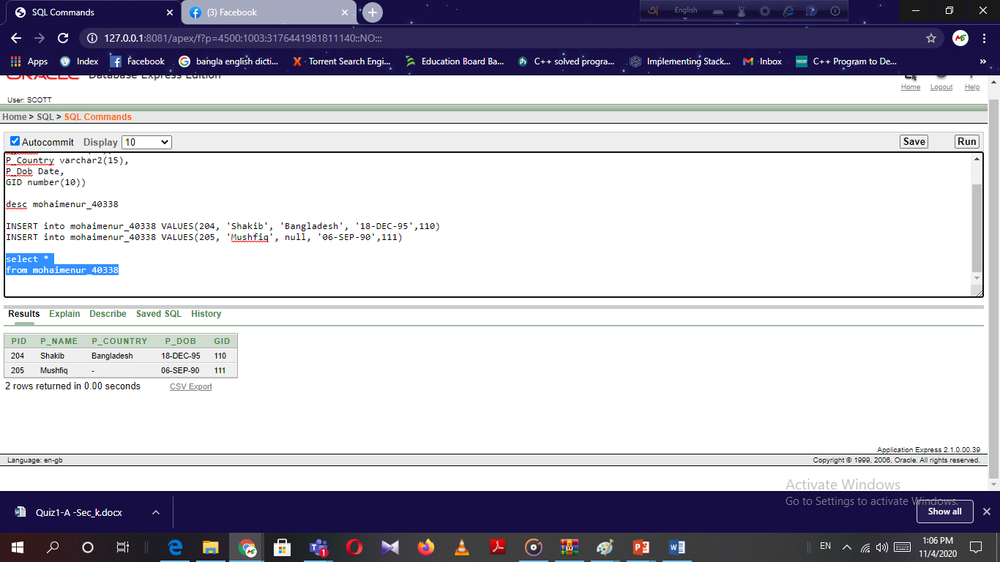 SQL Commands
(3) Facebook
English
127.0.0.1:8081/apex/f?p=4500:1003:3176441981811140::NO:::
Apps
Index
Facebook
bangla english dicti...
Torrent Search Engi...
Education Board Ba...
C++ solved progra...
Implementing Stack...
Inbox
C++ Program to De...
ORACLE Database Express Edition
Home Logout Help
User: SCOTT
Home > SQL > SQL Commands
Autocommit Display 10
Save Run
P_Country varchar2(15),
P_Dob Date,
GID number(10))
desc mohaimenur_40338
INSERT into mohaimenur_40338 VALUES(204, 'Shakib', 'Bangladesh', '18-DEC-95',110)
INSERT into mohaimenur_40338 VALUES(205, 'Mushfiq', null, '06-SEP-90',111)
select *
from mohaimenur_40338
Results Explain Describe Saved SQL History
PID P_NAME P_COUNTRY P_DOB GID
204 Shakib Bangladesh 18-DEC-95 110
205 Mushfiq - 06-SEP-90 111
2 rows returned in 0.00 seconds CSV Export
Application Express 2.1.0.00.39
Language: en-gb Copyright © 1999, 2006, Oracle. All rights reserved.
Activate Windows
Go to Settings to activate Windows.
Quiz1-A -Sec_k.docx
Show all
EN
1:06 PM
11/4/2020